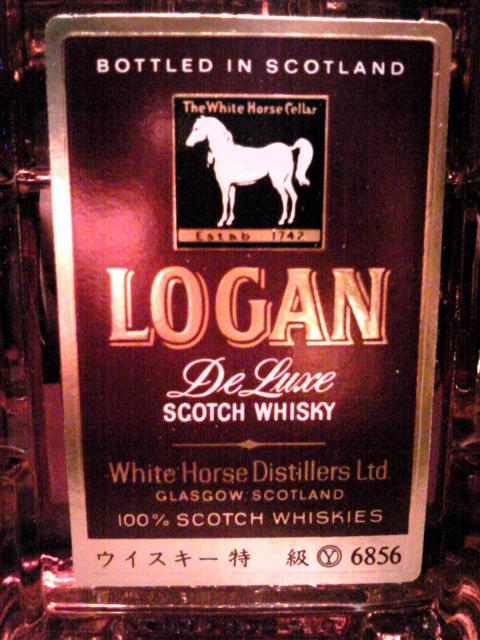 BOTTLED IN SCOTLAND
The White Horse Cellar
Estab 1742
LOGAN
De Luxe
SCOTCH WHISKY
White Horse Distillers Ltd.
GLASGOW. SCOTLAND
100% SCOTCH WHISKIES
ウイスキー特 級 Ⓨ 6856